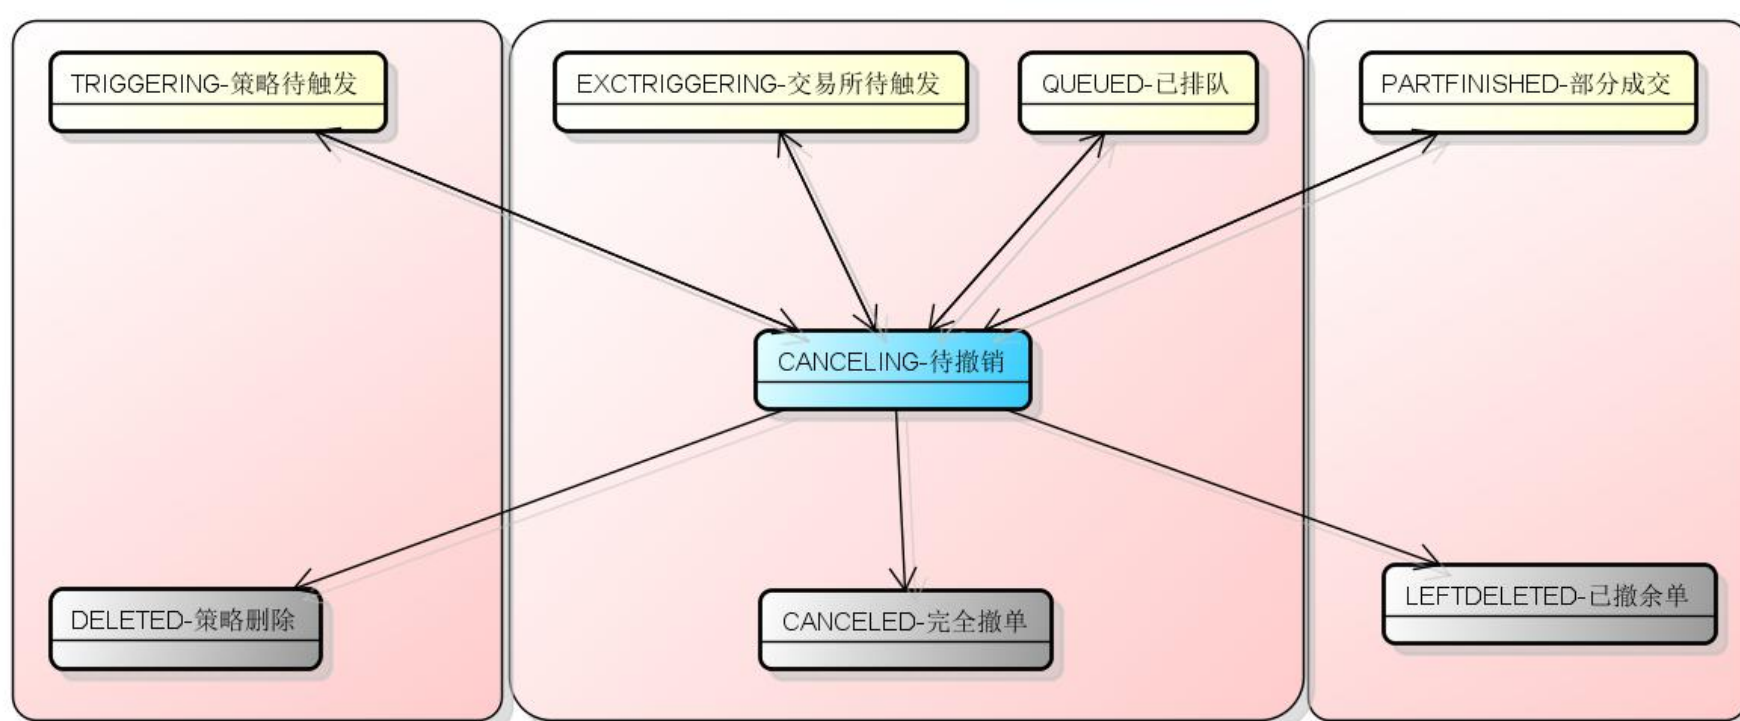 TRIGGERING-策略待触发
EXCTRIGGERING-交易所待触发
QUEUED-已排队
PARTFINISHED-部分成交
CANCELING-待撤销
DELETED-策略删除
CANCELED-完全撤单
LEFTDELETED-已撤余单